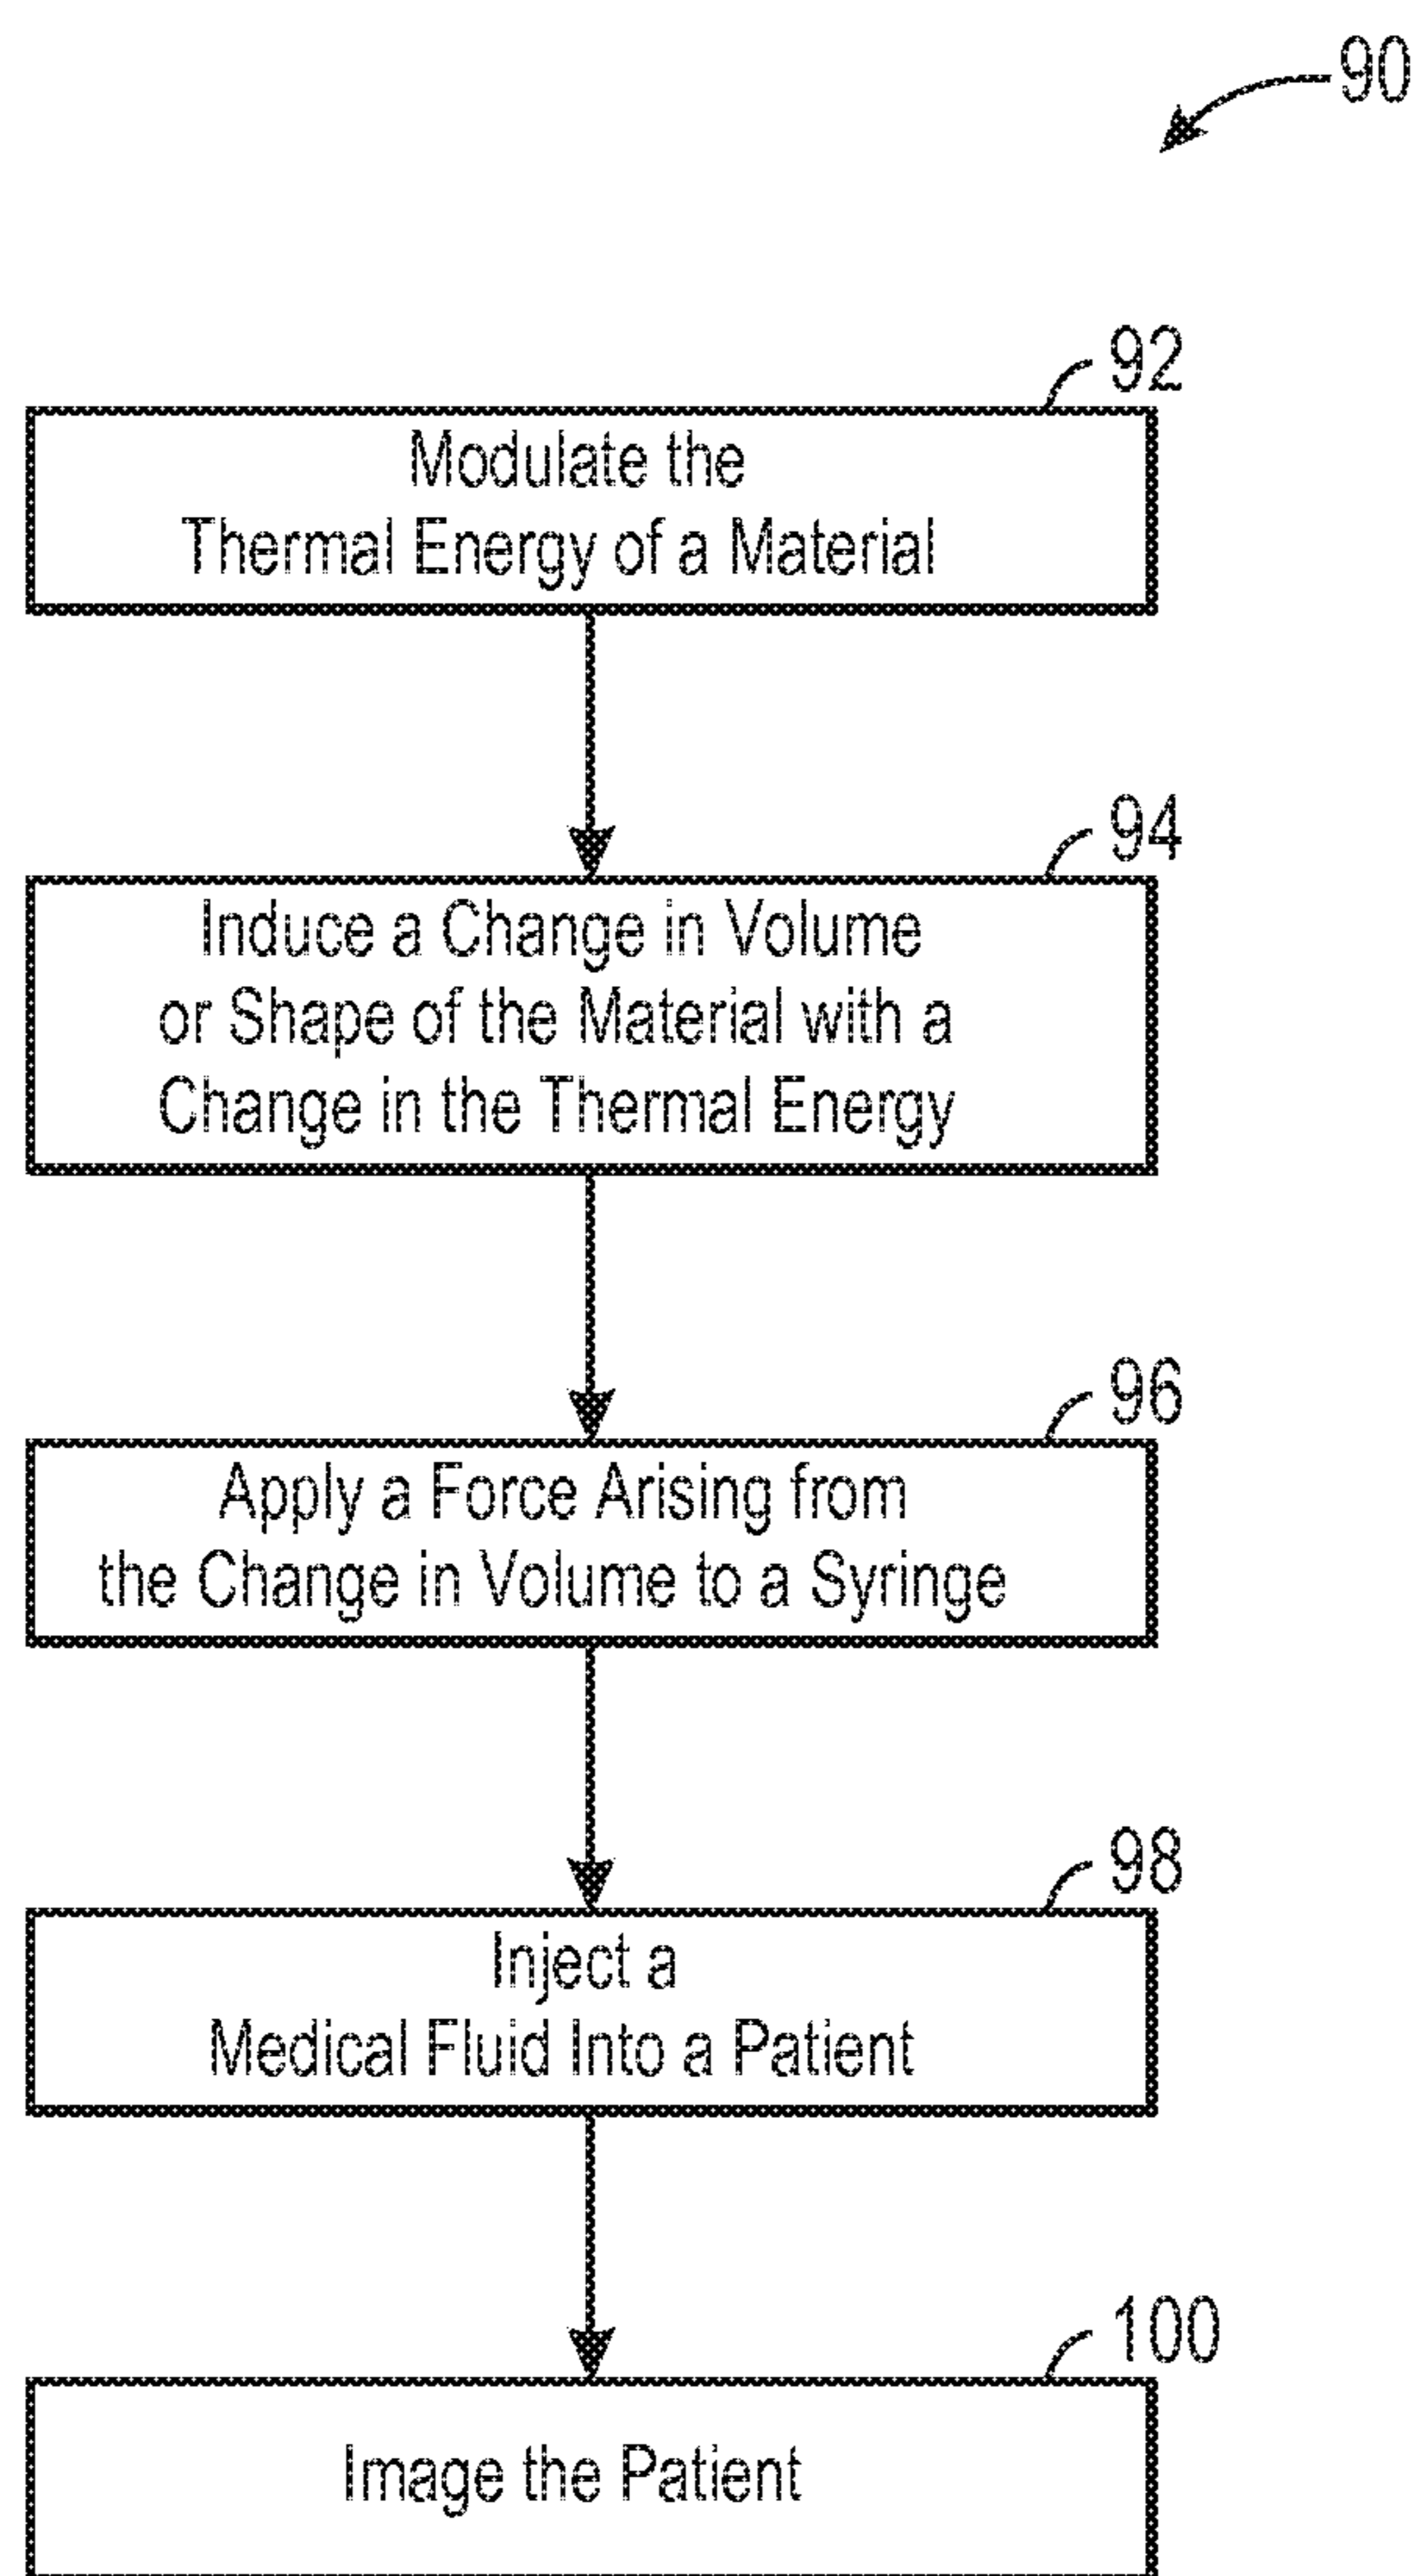 90
92
Modulate the
Thermal Energy of a Material
94
Induce a Change in Volume
or Shape of the Material with a
Change in the Thermal Energy
96
Apply a Force Arising from
the Change in Volume to a Syringe
98
Inject a
Medical Fluid Into a Patient
100
Image the Patient